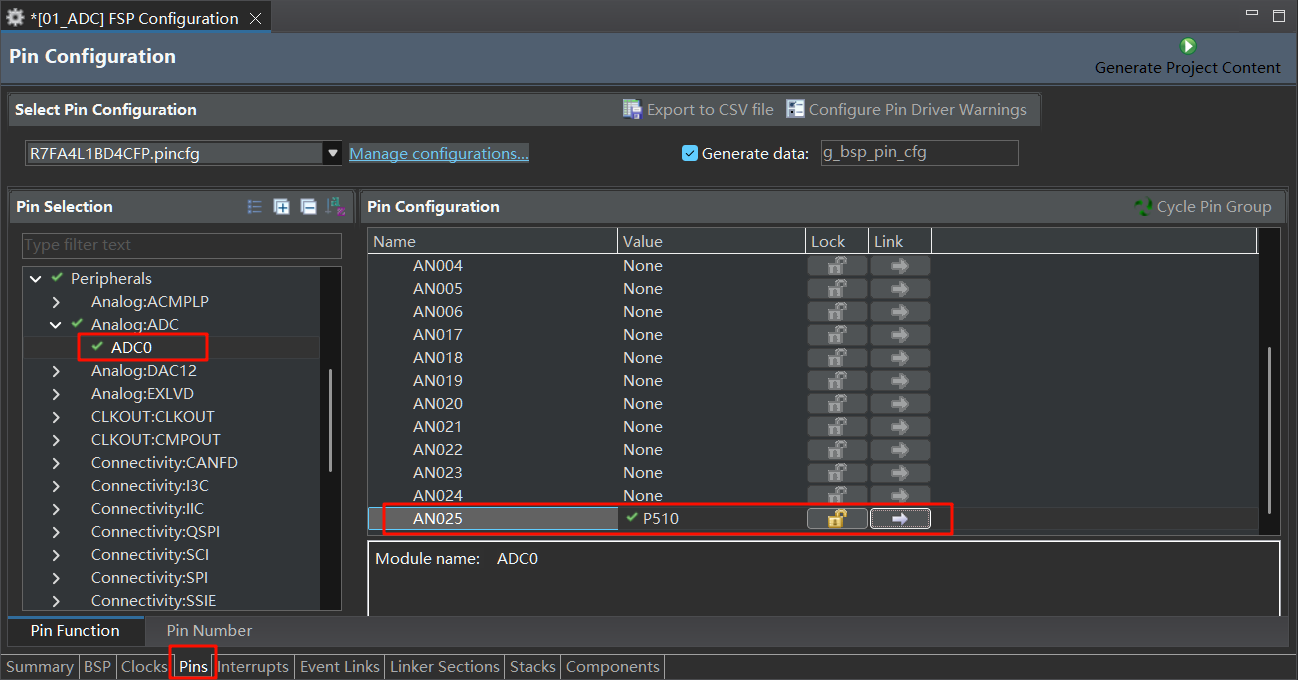 *[01_ADC] FSP Configuration
Pin Configuration
Generate Project Content
Select Pin Configuration
Export to CSV file
Configure Pin Driver Warnings
R7FA4L1BD4CFP.pincfg
Manage configurations...
Generate data:
g_bsp_pin_cfg
Pin Selection
Type filter text
Peripherals
Analog:ACMPLP
Analog:ADC
ADC0
Analog:DAC12
Analog:EXLVD
CLKOUT:CLKOUT
CLKOUT:CMPOUT
Connectivity:CANFD
Connectivity:I3C
Connectivity:IIC
Connectivity:QSPI
Connectivity:SCI
Connectivity:SPI
Connectivity:SSIE
Pin Configuration
Cycle Pin Group
Name Value Lock Link
AN004 None
AN005 None
AN006 None
AN017 None
AN018 None
AN019 None
AN020 None
AN021 None
AN022 None
AN023 None
AN024 None
AN025 P510
Module name: ADC0
Pin Function Pin Number
Summary BSP Clocks Pins Interrupts Event Links Linker Sections Stacks Components